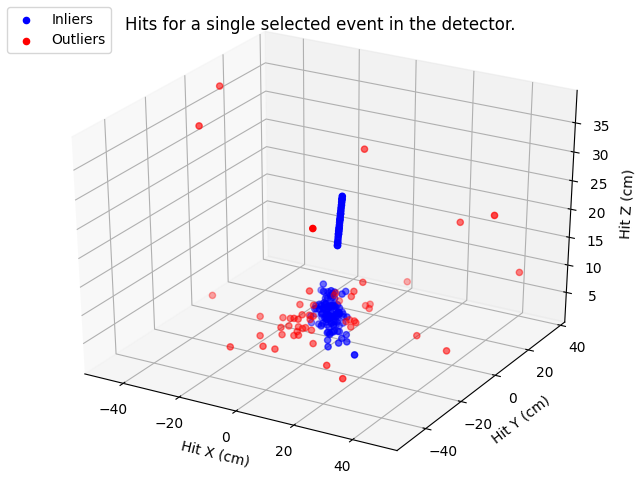 Hits for a single selected event in the detector.
Inliers
Outliers
35
30
25
20
15
10
5
Hit Z (cm)
−40
−20
0
20
40
Hit X (cm)
−40
−20
0
20
40
Hit Y (cm)